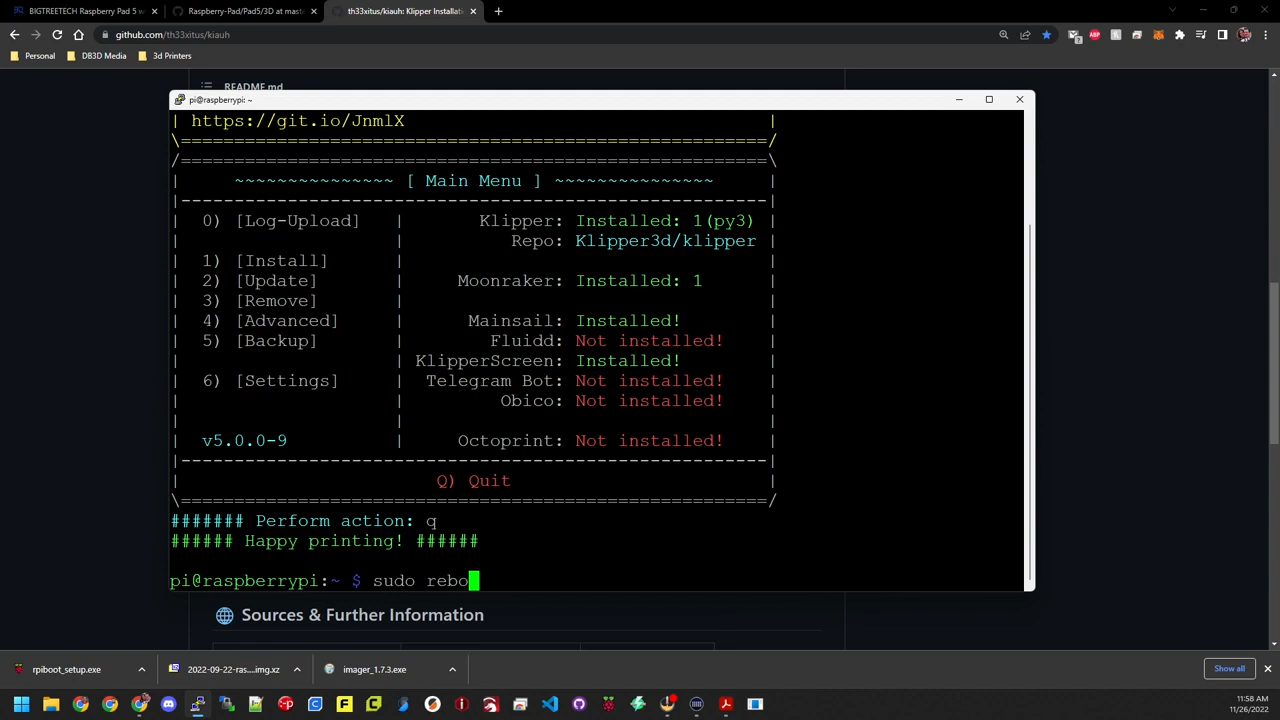 BIGTREETECH Raspberry Pad 5 w
Raspberry-Pad/Pad5/3D at mas
th33xitus/kiauh: Klipper Installat
github.com/th33xitus/kiauh
Personal
DB3D Media
3d Printers
README.md
pi@raspberrypi: ~
| https://git.io/JnmlX |
\=======================================================/
/=======================================================\
| ~~~~~~~~~~~~~~~ [ Main Menu ] ~~~~~~~~~~~~~~~ |
|-------------------------------------------------------|
| 0) [Log-Upload] | Klipper: Installed: 1(py3) |
| | Repo: Klipper3d/klipper |
| 1) [Install] | |
| 2) [Update] | Moonraker: Installed: 1 |
| 3) [Remove] | |
| 4) [Advanced] | Mainsail: Installed! |
| 5) [Backup] | Fluidd: Not installed! |
| | KlipperScreen: Installed! |
| 6) [Settings] | Telegram Bot: Not installed! |
| | Obico: Not installed! |
| | |
| v5.0.0-9 | Octoprint: Not installed! |
|-------------------------------------------------------|
| Q) Quit |
\=======================================================/
####### Perform action: q
###### Happy printing! ######
pi@raspberrypi:~ $ sudo rebo
Sources & Further Information
rpiboot_setup.exe
2022-09-22-ras....img.xz
imager_1.7.3.exe
Show all
11:58 AM
11/26/2022